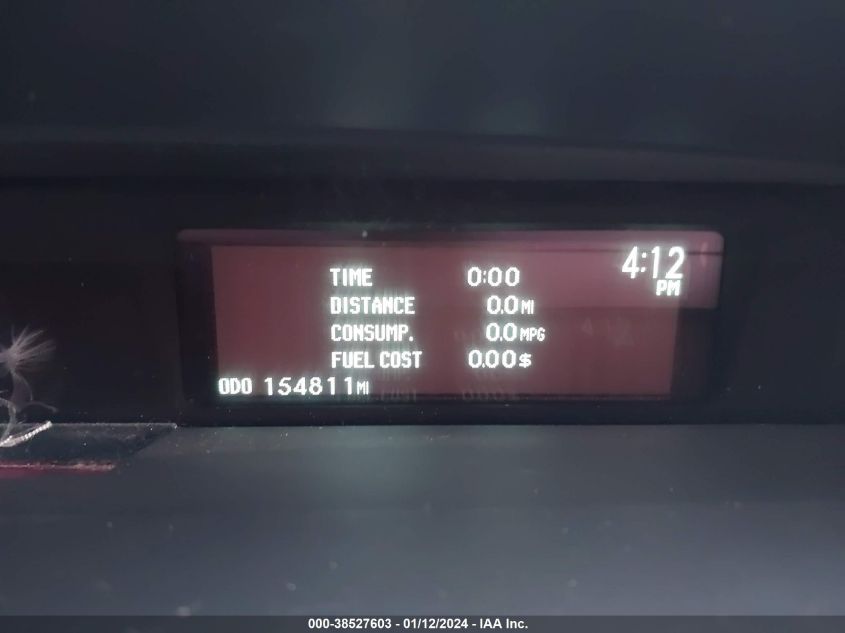 4:12
PM
TIME 0:00
DISTANCE 0.0 MI
CONSUMP. 0.0 MPG
FUEL COST 0.00 $
ODO 154811 MI
000-38527603 - 01/12/2024 - IAA Inc.